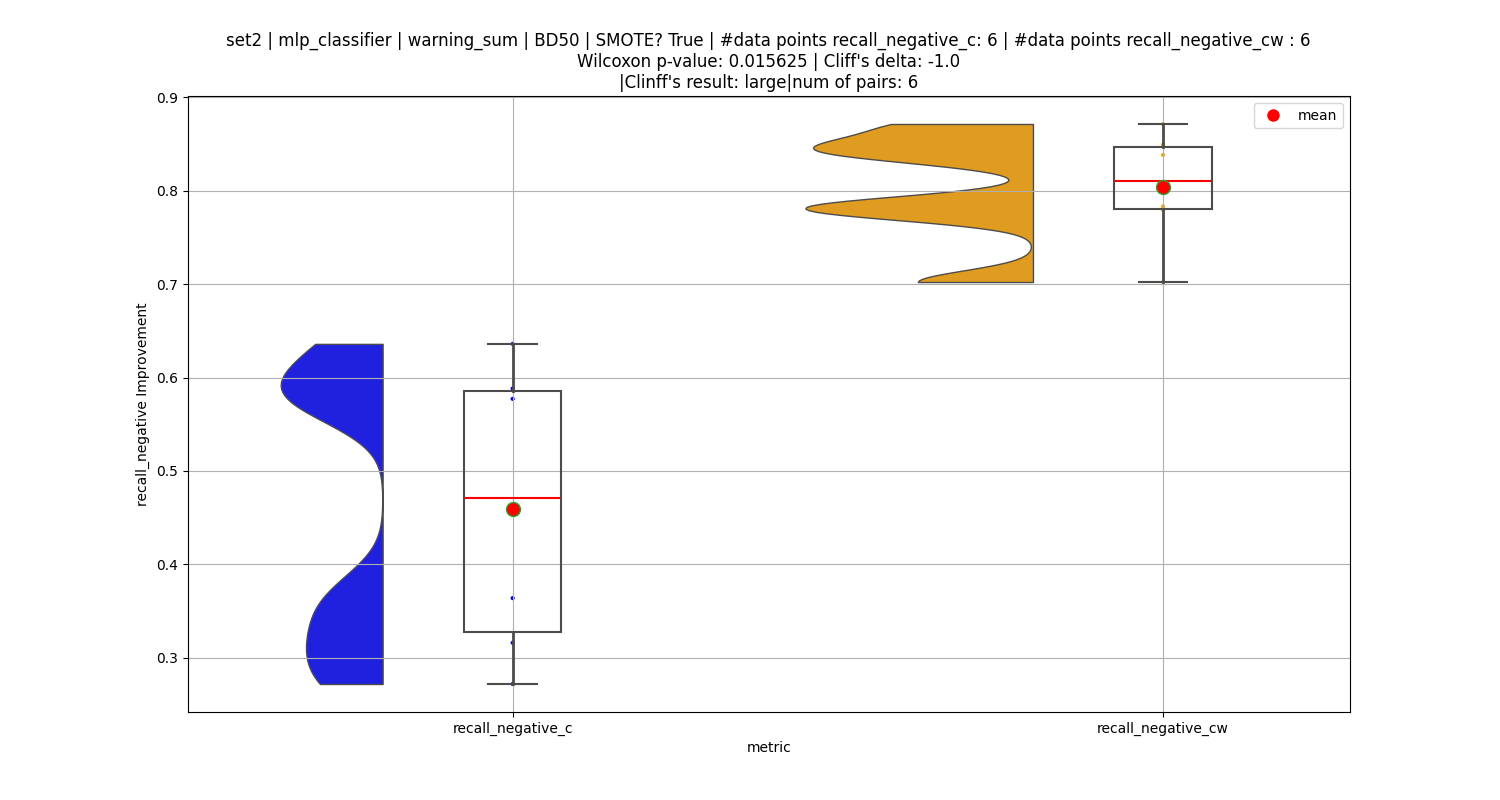 set2 | mlp_classifier | warning_sum | BD50 | SMOTE? True | #data points recall_negative_c: 6 | #data points recall_negative_cw : 6
Wilcoxon p-value: 0.015625 | Cliff's delta: -1.0
|Clinff's result: large|num of pairs: 6
mean
0.9
0.8
0.7
0.6
0.5
0.4
0.3
recall_negative Improvement
recall_negative_c
recall_negative_cw
metric